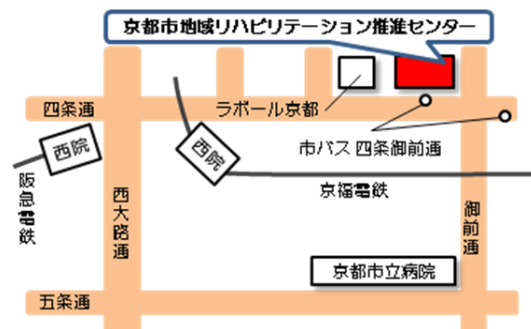 京都市地域リハビリテーション推進センター
四条通
ラボール京都
西院
西院
市バス 四条御前通
阪急電鉄
西大路通
京福電鉄
御前通
京都市立病院
五条通